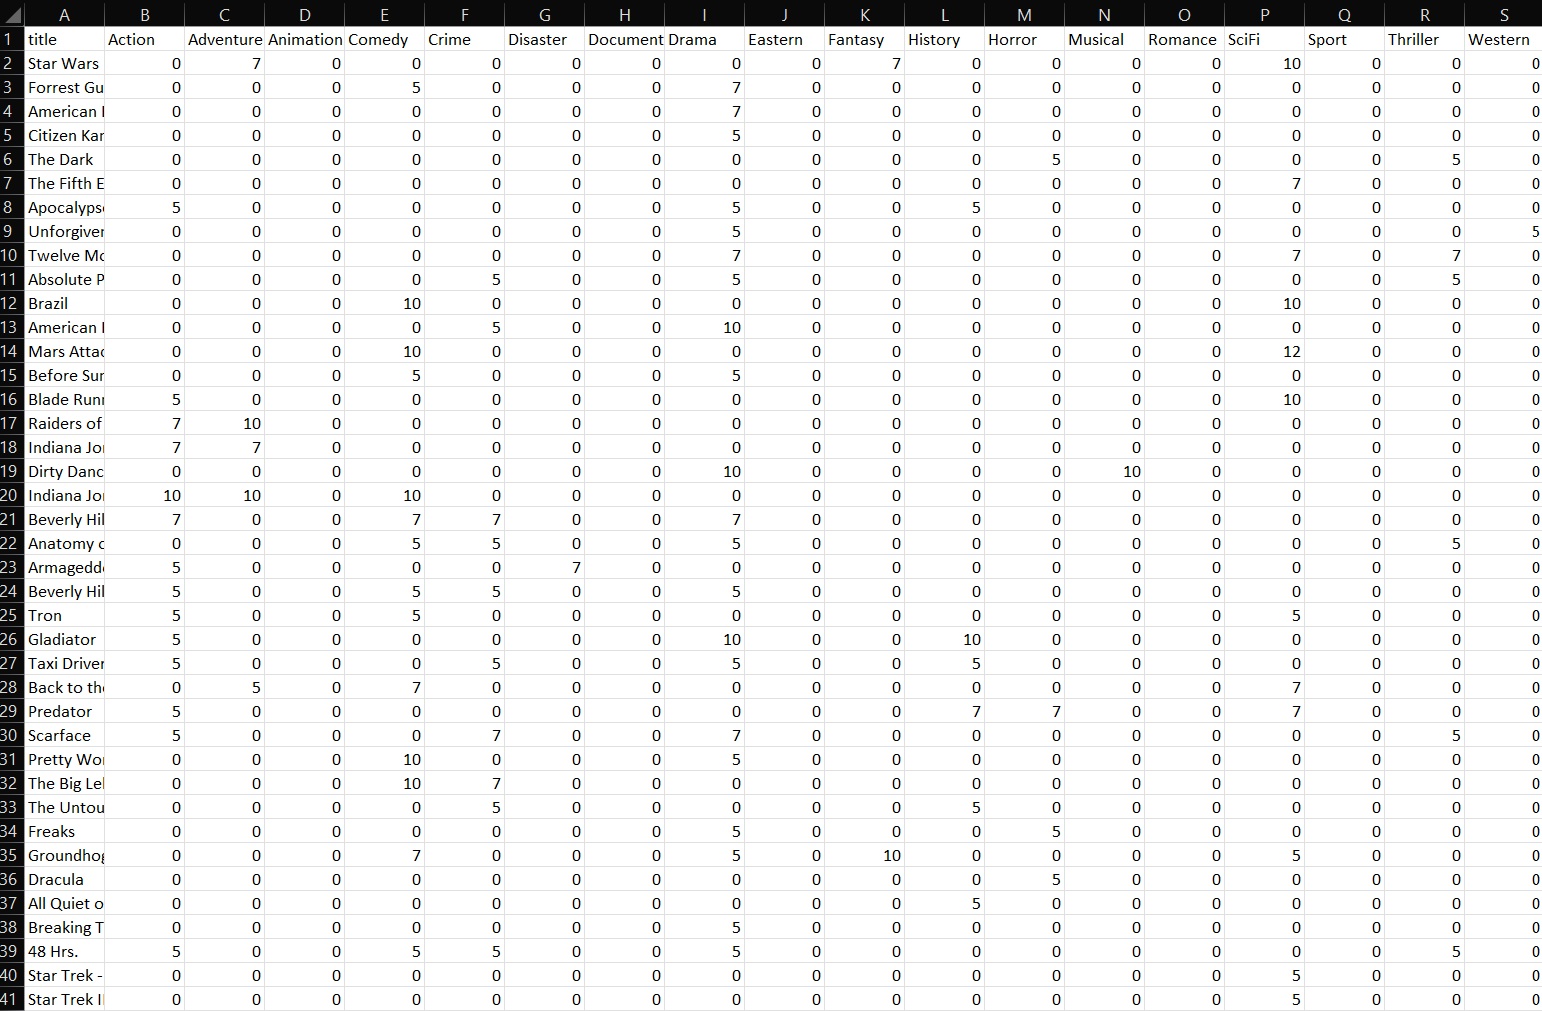 A B C D E F G H I J K L M N O P Q R S
1 title Action Adventure Animation Comedy Crime Disaster Document Drama Eastern Fantasy History Horror Musical Romance SciFi Sport Thriller Western
2 Star Wars 0 7 0 0 0 0 0 0 0 7 0 0 0 0 10 0 0 0
3 Forrest Gu 0 0 0 5 0 0 0 7 0 0 0 0 0 0 0 0 0 0
4 American I 0 0 0 0 0 0 0 7 0 0 0 0 0 0 0 0 0 0
5 Citizen Kar 0 0 0 0 0 0 0 5 0 0 0 0 0 0 0 0 0 0
6 The Dark 0 0 0 0 0 0 0 0 0 0 0 5 0 0 0 0 5 0
7 The Fifth E 0 0 0 0 0 0 0 0 0 0 0 0 0 0 7 0 0 0
8 Apocalyps 5 0 0 0 0 0 0 5 0 0 5 0 0 0 0 0 0 0
9 Unforgiver 0 0 0 0 0 0 0 5 0 0 0 0 0 0 0 0 0 5
10 Twelve Mo 0 0 0 0 0 0 0 7 0 0 0 0 0 0 7 0 7 0
11 Absolute P 0 0 0 0 5 0 0 5 0 0 0 0 0 0 0 0 5 0
12 Brazil 0 0 0 10 0 0 0 0 0 0 0 0 0 0 10 0 0 0
13 American I 0 0 0 0 5 0 0 10 0 0 0 0 0 0 0 0 0 0
14 Mars Attac 0 0 0 10 0 0 0 0 0 0 0 0 0 0 12 0 0 0
15 Before Sur 0 0 0 5 0 0 0 5 0 0 0 0 0 0 0 0 0 0
16 Blade Runr 5 0 0 0 0 0 0 0 0 0 0 0 0 0 10 0 0 0
17 Raiders of 7 10 0 0 0 0 0 0 0 0 0 0 0 0 0 0 0 0
18 Indiana Jor 7 7 0 0 0 0 0 0 0 0 0 0 0 0 0 0 0 0
19 Dirty Danc 0 0 0 0 0 0 0 10 0 0 0 0 10 0 0 0 0 0
20 Indiana Jor 10 10 0 10 0 0 0 0 0 0 0 0 0 0 0 0 0 0
21 Beverly Hil 7 0 0 7 7 0 0 7 0 0 0 0 0 0 0 0 0 0
22 Anatomy o 0 0 0 5 5 0 0 5 0 0 0 0 0 0 0 0 5 0
23 Armagedd 5 0 0 0 0 7 0 0 0 0 0 0 0 0 0 0 0 0
24 Beverly Hil 5 0 0 5 5 0 0 5 0 0 0 0 0 0 0 0 0 0
25 Tron 5 0 0 5 0 0 0 0 0 0 0 0 0 0 5 0 0 0
26 Gladiator 5 0 0 0 0 0 0 10 0 0 10 0 0 0 0 0 0 0
27 Taxi Driver 5 0 0 0 5 0 0 5 0 0 5 0 0 0 0 0 0 0
28 Back to the 0 5 0 7 0 0 0 0 0 0 0 0 0 0 7 0 0 0
29 Predator 5 0 0 0 0 0 0 0 0 0 7 7 0 0 7 0 0 0
30 Scarface 5 0 0 0 7 0 0 7 0 0 0 0 0 0 0 0 5 0
31 Pretty Wor 0 0 0 10 0 0 0 5 0 0 0 0 0 0 0 0 0 0
32 The Big Lel 0 0 0 10 7 0 0 0 0 0 0 0 0 0 0 0 0 0
33 The Untou 0 0 0 0 5 0 0 0 0 0 5 0 0 0 0 0 0 0
34 Freaks 0 0 0 0 0 0 0 5 0 0 0 5 0 0 0 0 0 0
35 Groundhog 0 0 0 7 0 0 0 5 0 10 0 0 0 0 5 0 0 0
36 Dracula 0 0 0 0 0 0 0 0 0 0 0 5 0 0 0 0 0 0
37 All Quiet o 0 0 0 0 0 0 0 0 0 0 5 0 0 0 0 0 0 0
38 Breaking T 0 0 0 0 0 0 0 5 0 0 0 0 0 0 0 0 0 0
39 48 Hrs. 5 0 0 5 5 0 0 5 0 0 0 0 0 0 0 0 5 0
40 Star Trek - 0 0 0 0 0 0 0 0 0 0 0 0 0 0 5 0 0 0
41 Star Trek II 0 0 0 0 0 0 0 0 0 0 0 0 0 0 5 0 0 0